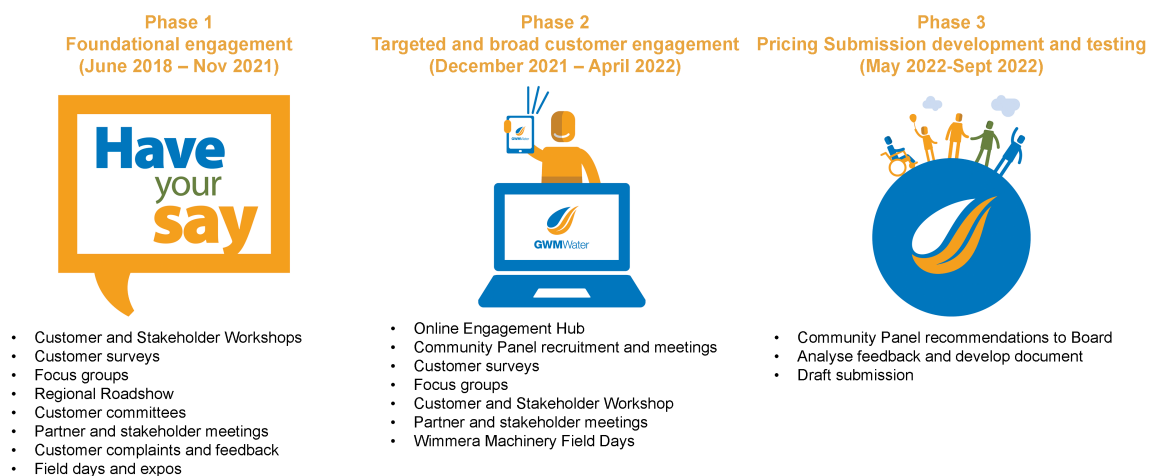 Phase 1
Foundational engagement
(June 2018 – Nov 2021)
Have
your
say
• Customer and Stakeholder Workshops
• Customer surveys
• Focus groups
• Regional Roadshow
• Customer committees
• Partner and stakeholder meetings
• Customer complaints and feedback
• Field days and expos
Phase 2
Targeted and broad customer engagement
(December 2021 – April 2022)
GWMWater
GWMWater
• Online Engagement Hub
• Community Panel recruitment and meetings
• Customer surveys
• Focus groups
• Customer and Stakeholder Workshop
• Partner and stakeholder meetings
• Wimmera Machinery Field Days
Phase 3
Pricing Submission development and testing
(May 2022-Sept 2022)
• Community Panel recommendations to Board
• Analyse feedback and develop document
• Draft submission